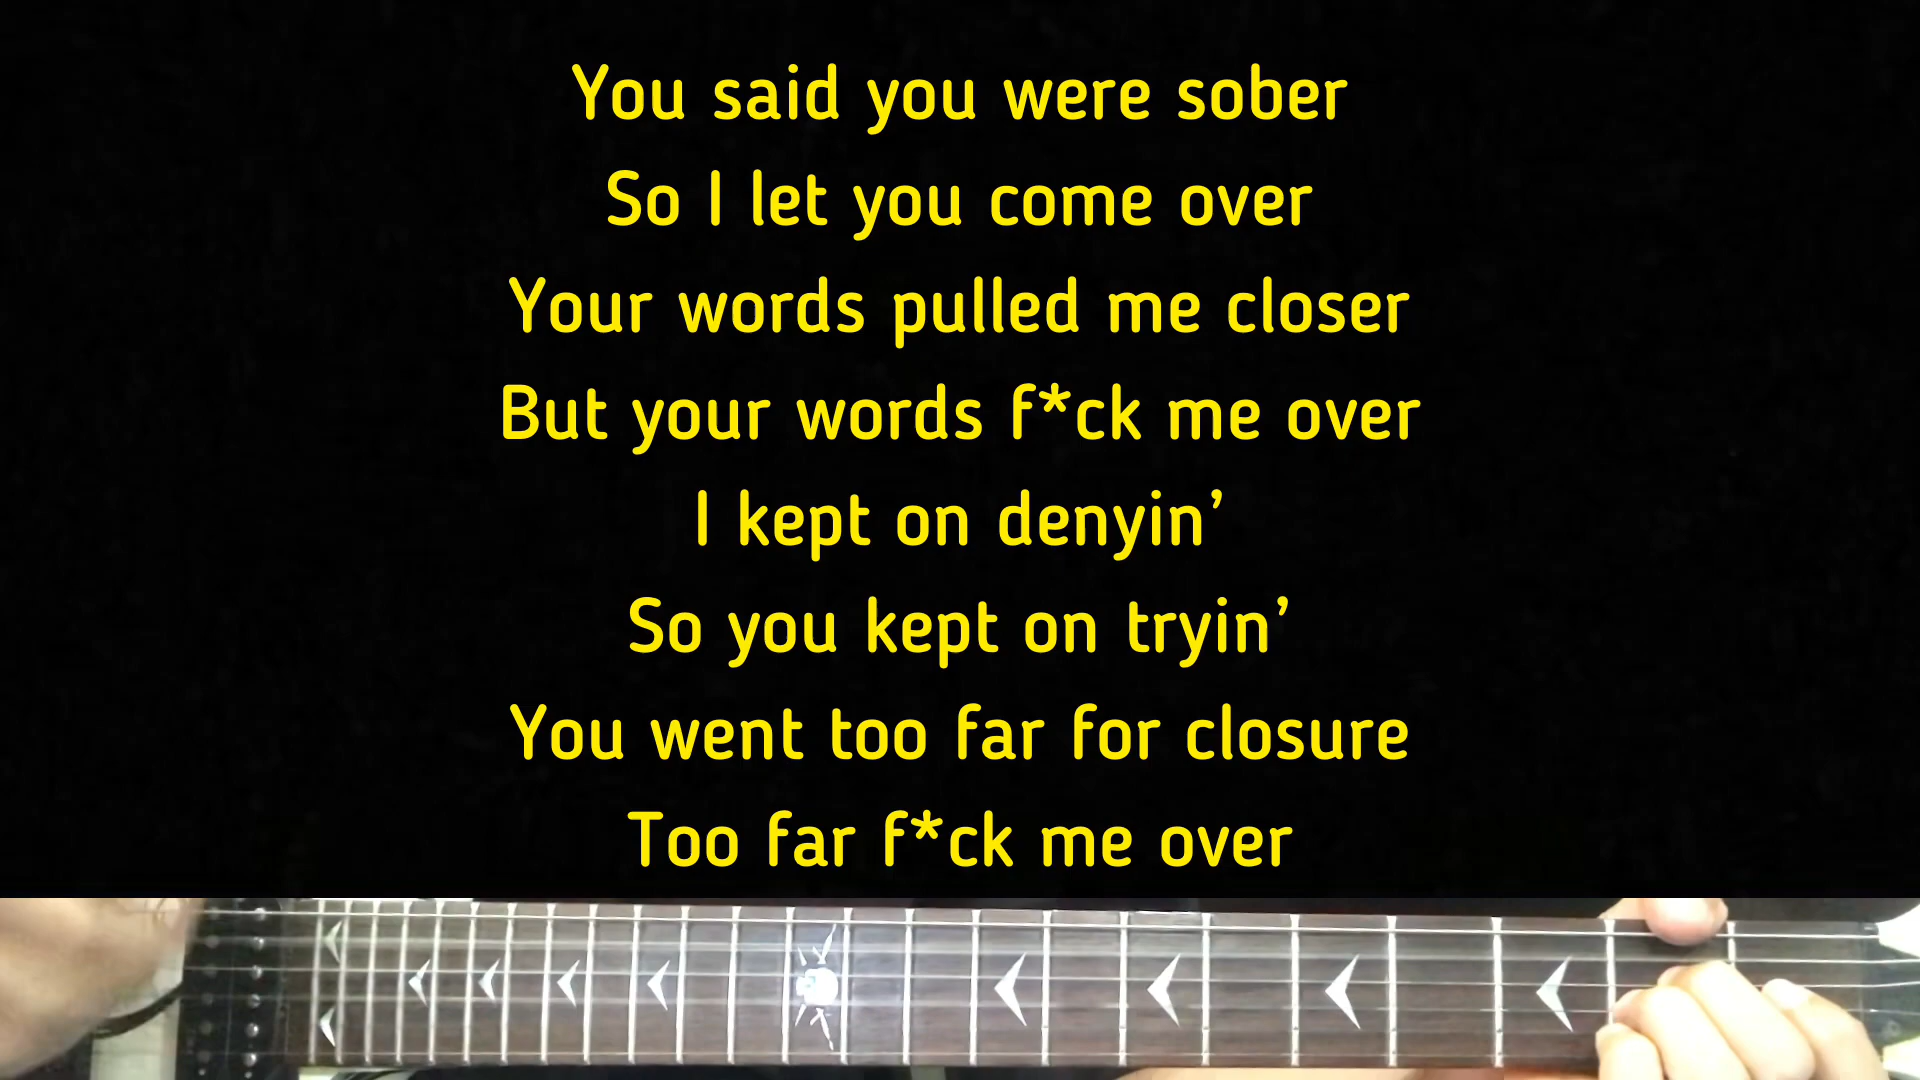 You said you were sober
So I let you come over
Your words pulled me closer
But your words f*ck me over
I kept on denyin’
So you kept on tryin’
You went too far for closure
Too far f*ck me over